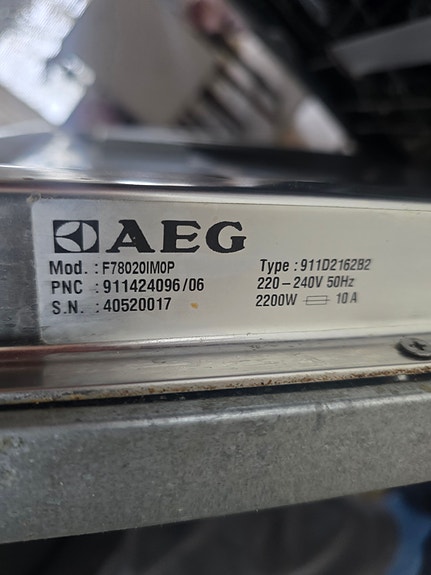 AEG
Mod. : F78020IM0P Type : 911D2162B2
PNC : 911424096/06 220-240V 50Hz
S.N. : 40520017 2200W 10 A